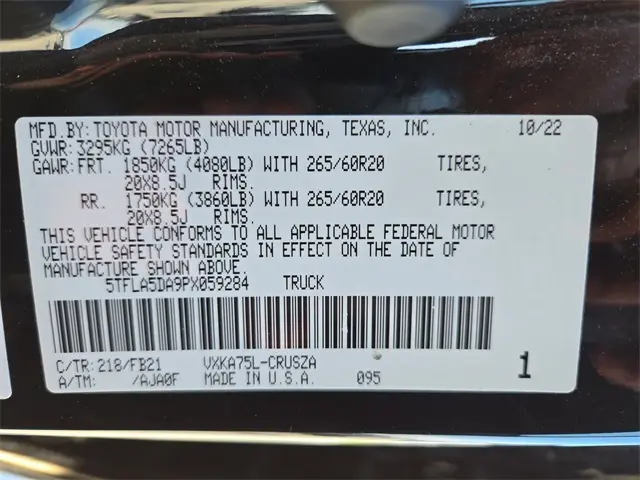 MFD.BY:TOYOTA MOTOR MANUFACTURING, TEXAS, INC. 10/22
GVWR:3295KG (7265LB)
GAWR:FRT. 1850KG (4080LB) WITH 265/60R20 TIRES,
20X8.5J RIMS.
RR. 1750KG (3860LB) WITH 265/60R20 TIRES,
20X8.5J RIMS.
THIS VEHICLE CONFORMS TO ALL APPLICABLE FEDERAL MOTOR
VEHICLE SAFETY STANDARDS IN EFFECT ON THE DATE OF
MANUFACTURE SHOWN ABOVE.
5TFLA5DA9PX059284 TRUCK
C/TR:218/FB21 VXKA75L-CRUSZA
A/TM: /AJA0F MADE IN U.S.A. 095 1